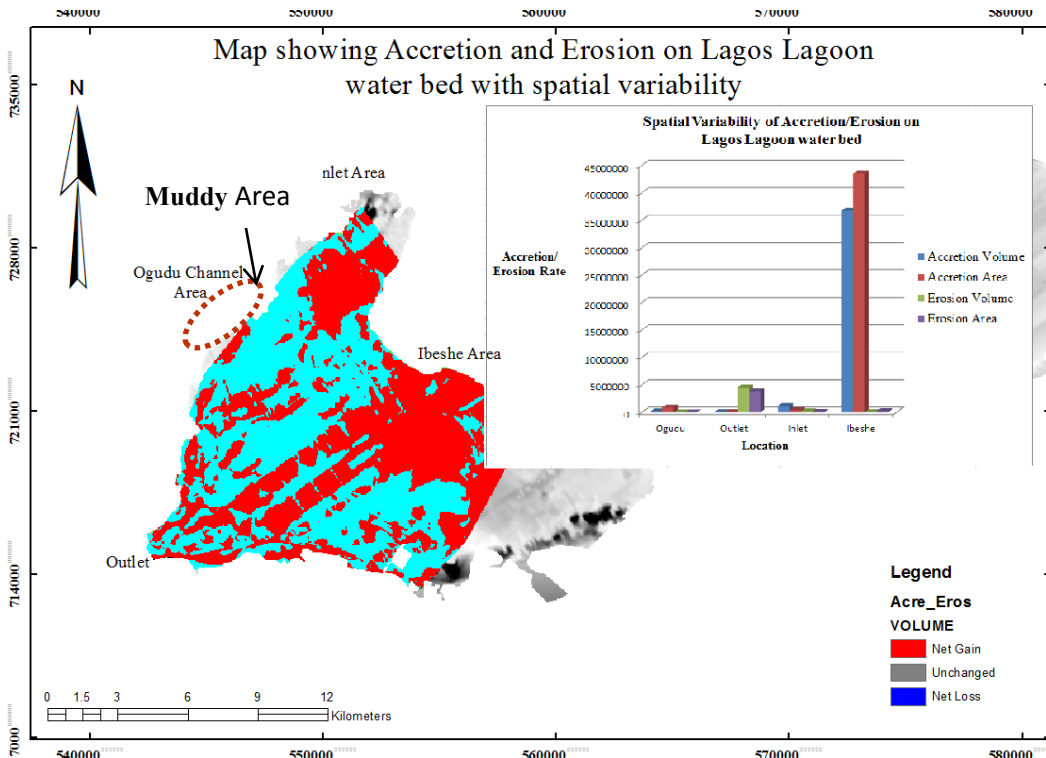 540000
550000
560000
570000
580000
Map showing Accretion and Erosion on Lagos Lagoon
water bed with spatial variability
735000
728000
721000
714000
7000
N
nlet Area
Muddy Area
Ogudu Channel
Area
Ibeshe Area
Outlet
Spatial Variability of Accretion/Erosion on
Lagos Lagoon water bed
Accretion/
Erosion Rate
45000000
40000000
35000000
30000000
25000000
20000000
15000000
10000000
5000000
Outlet
Inlet
Ibeshe
Location
Accretion Volume
Accretion Area
Erosion Volume
Erosion Area
Legend
Acre_Eros
VOLUME
Net Gain
Unchanged
Net Loss
0 1.5 3 6 9 12
Kilometers
540000
550000
560000
570000
580000